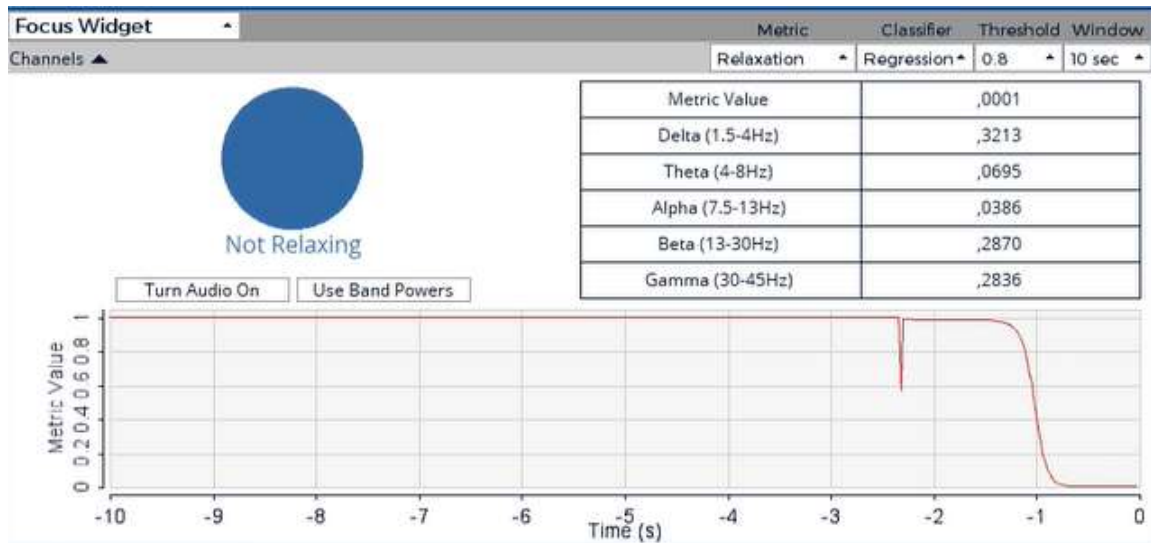 Focus Widget
Metric Classifier Threshold Window
Channels Relaxation Regression 0.8 10 sec
Metric Value ,0001
Delta (1.5-4Hz) ,3213
Theta (4-8Hz) ,0695
Alpha (7.5-13Hz) ,0386
Beta (13-30Hz) ,2870
Gamma (30-45Hz) ,2836
Not Relaxing
Turn Audio On Use Band Powers
Metric Value
1
0.8
0.6
0.4
0.2
0
-10 -9 -8 -7 -6 -5 -4 -3 -2 -1 0
Time (s)